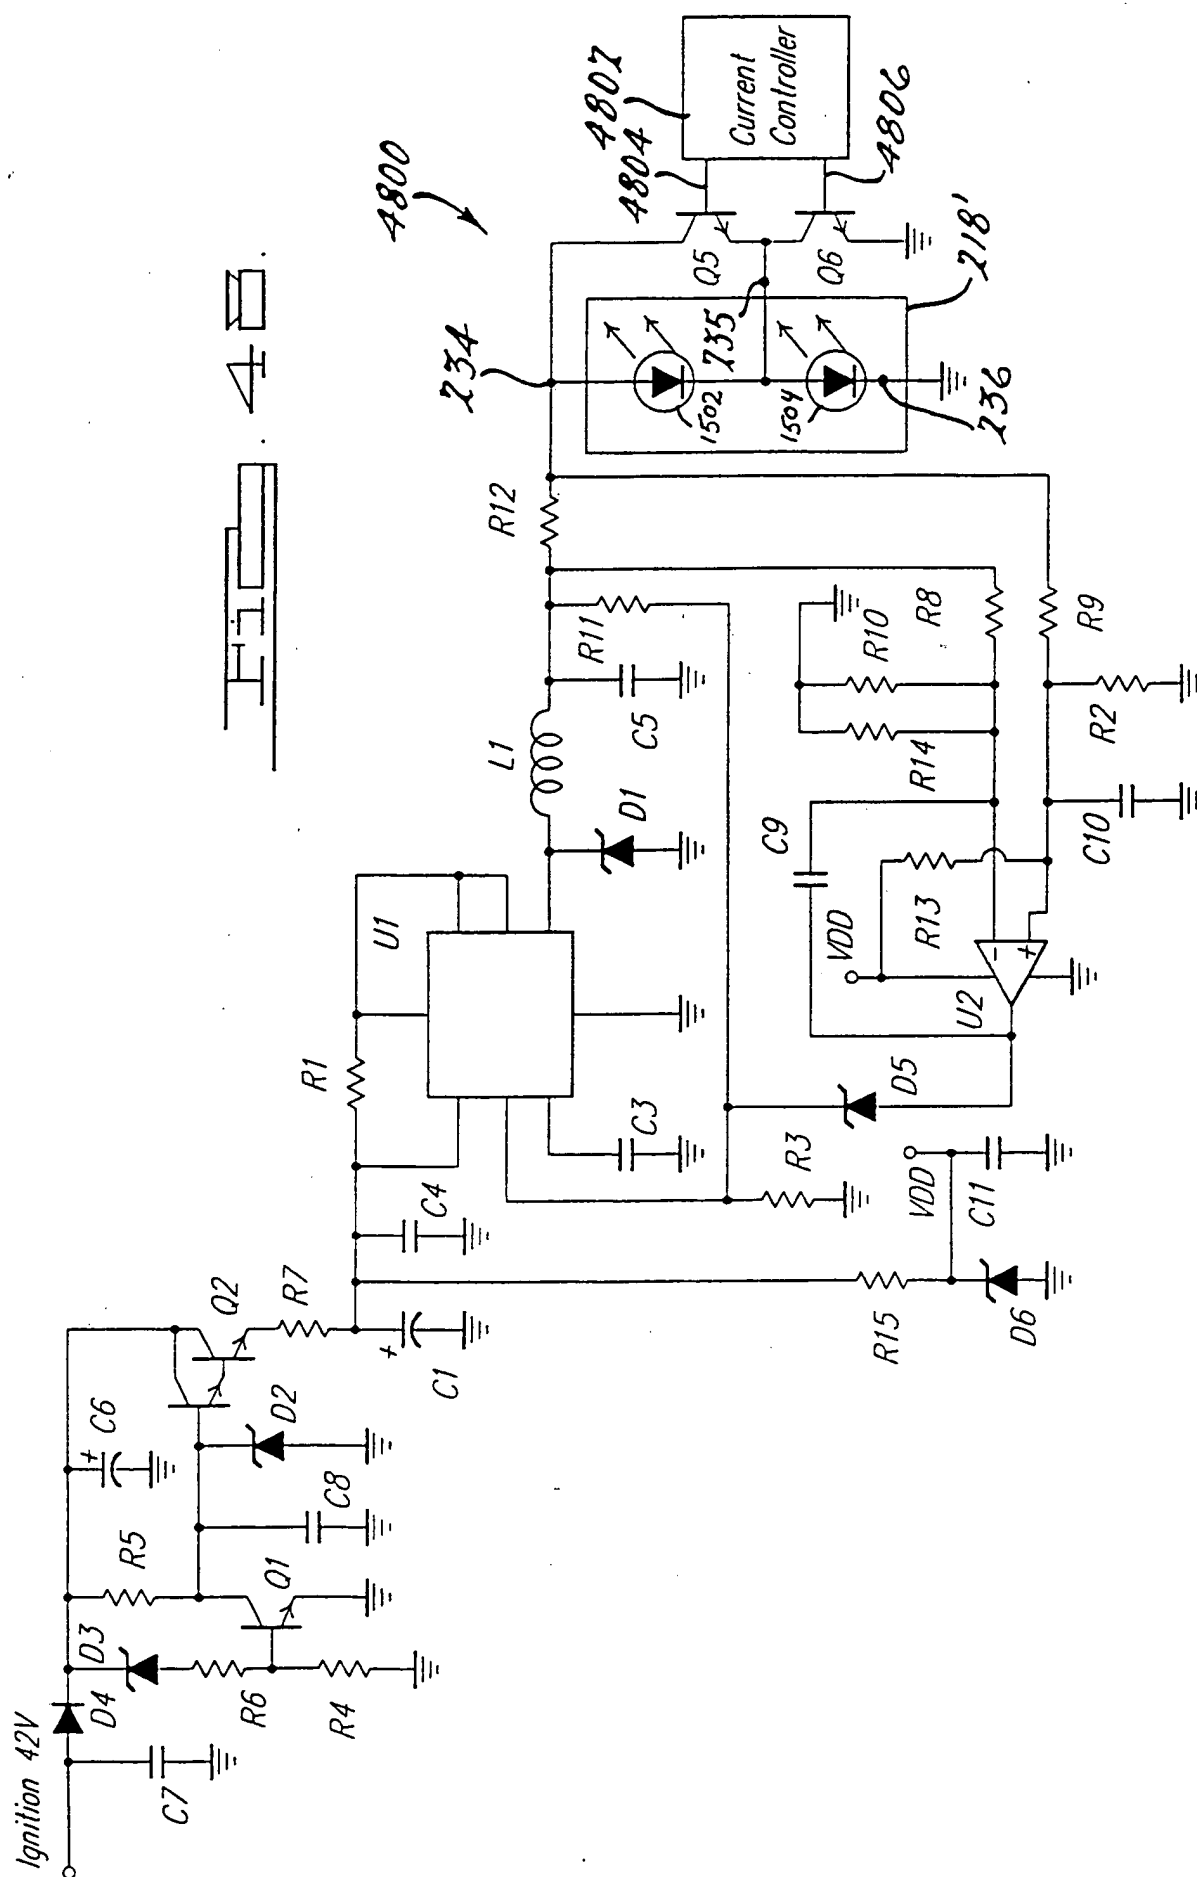 FIG. 48
Ignition 42V
C7
D4
D3
R6
R4
R5
Q1
C6
C8
D2
Q2
R7
C1
C4
R1
U1
C3
L1
D1
C5
R11
R12
R15
VDD
D6
C11
R3
D5
VDD
U2
-
+
R13
C9
R14
R10
R8
C10
R2
R9
4800
234
1502
235
1504
236
218'
Q5
Q6
4804
4802
4806
Current
Controller